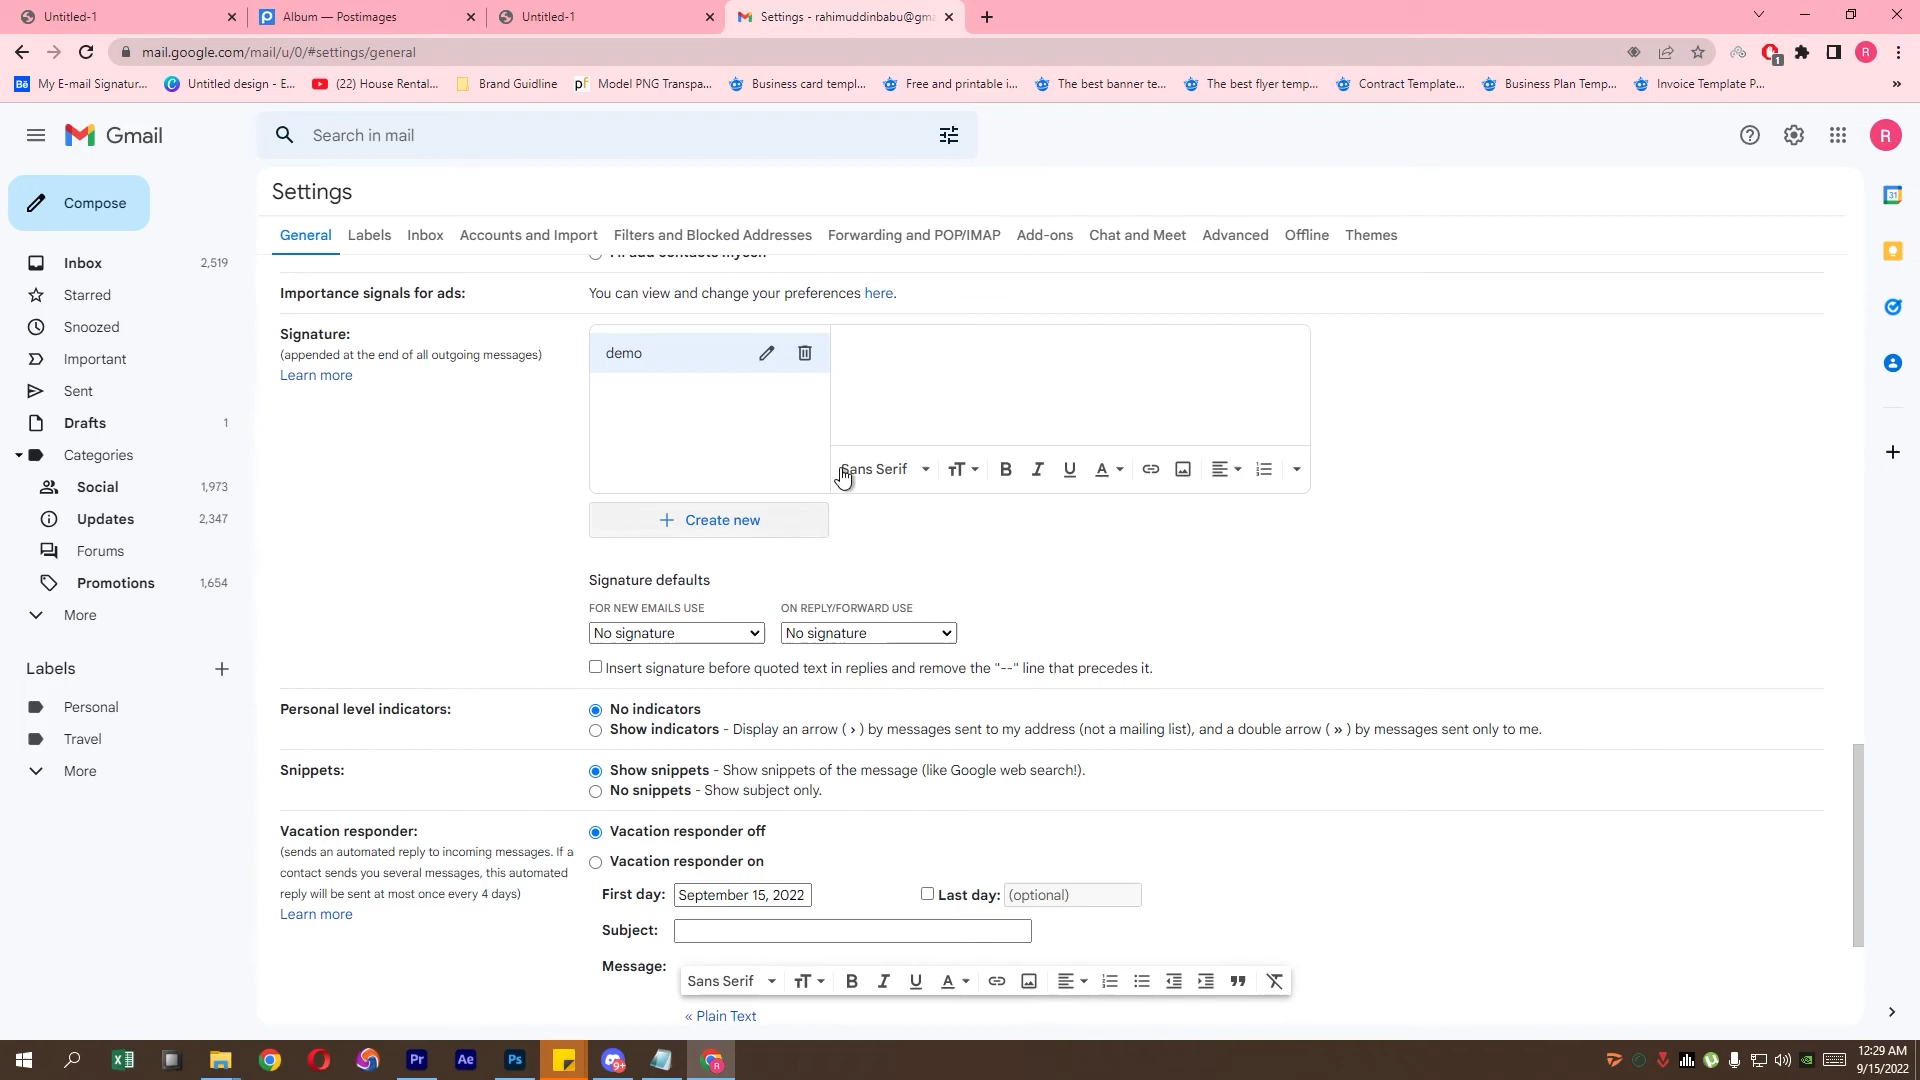 Untitled-1
Album — Postimages
Untitled-1
Settings - rahimuddinbabu@gma
mail.google.com/mail/u/0/#settings/general
1
R
Bē My E-mail Signatur...
Untitled design - E...
(22) House Rental...
Brand Guidline
pf Model PNG Transpa...
Business card templ...
Free and printable i...
The best banner te...
The best flyer temp...
Contract Template...
Business Plan Temp...
Invoice Template P...
»
Gmail
Search in mail
R
Compose
Settings
31
General Labels Inbox Accounts and Import Filters and Blocked Addresses Forwarding and POP/IMAP Add-ons Chat and Meet Advanced Offline Themes
Inbox 2,519
Starred
Snoozed
Important
Sent
Drafts 1
Categories
Social 1,973
Updates 2,347
Forums
Promotions 1,654
More
Labels
Personal
Travel
More
I'll add contacts myself
Importance signals for ads: You can view and change your preferences here.
Signature:
(appended at the end of all outgoing messages)
Learn more
demo
Sans Serif
Create new
Signature defaults
FOR NEW EMAILS USE ON REPLY/FORWARD USE
No signature No signature
Insert signature before quoted text in replies and remove the "--" line that precedes it.
Personal level indicators: No indicators
Show indicators - Display an arrow ( › ) by messages sent to my address (not a mailing list), and a double arrow ( » ) by messages sent only to me.
Snippets: Show snippets - Show snippets of the message (like Google web search!).
No snippets - Show subject only.
Vacation responder:
(sends an automated reply to incoming messages. If a
contact sends you several messages, this automated
reply will be sent at most once every 4 days)
Learn more
Vacation responder off
Vacation responder on
First day: September 15, 2022 Last day: (optional)
Subject:
Message:
Sans Serif
« Plain Text
Pr
Ae
Ps
9+
R
12:29 AM
9/15/2022